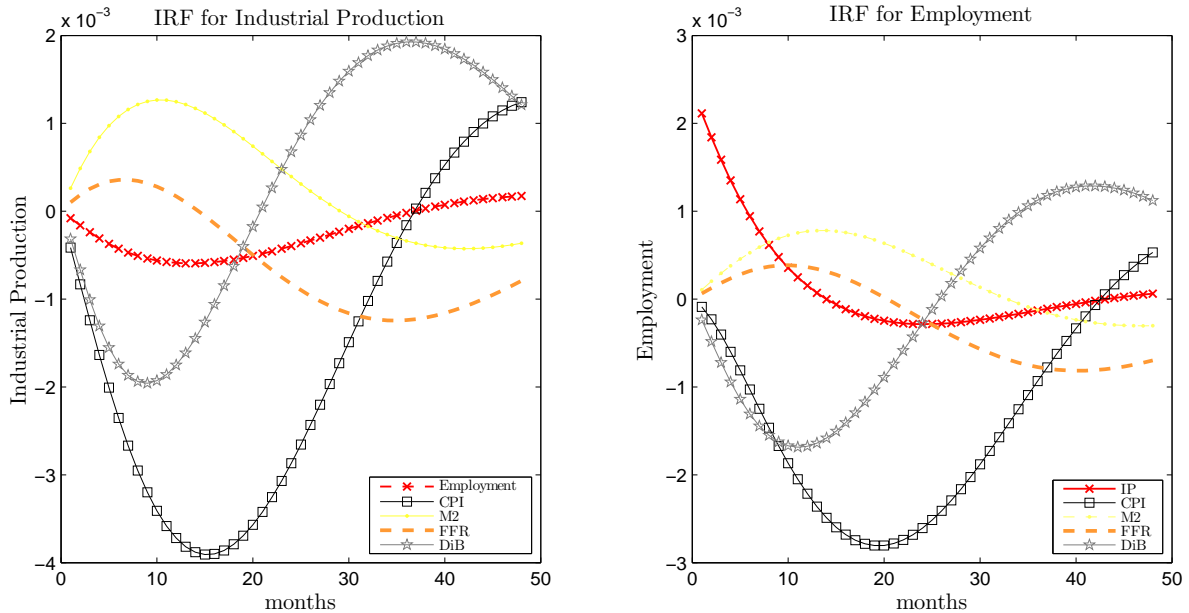 IRF for Industrial Production
x 10⁻³
2
1
0
−1
−2
−3
−4
0 10 20 30 40 50
months
Industrial Production
Employment
CPI
M2
FFR
DiB
IRF for Employment
x 10⁻³
3
2
1
0
−1
−2
−3
0 10 20 30 40 50
months
Employment
IP
CPI
M2
FFR
DiB